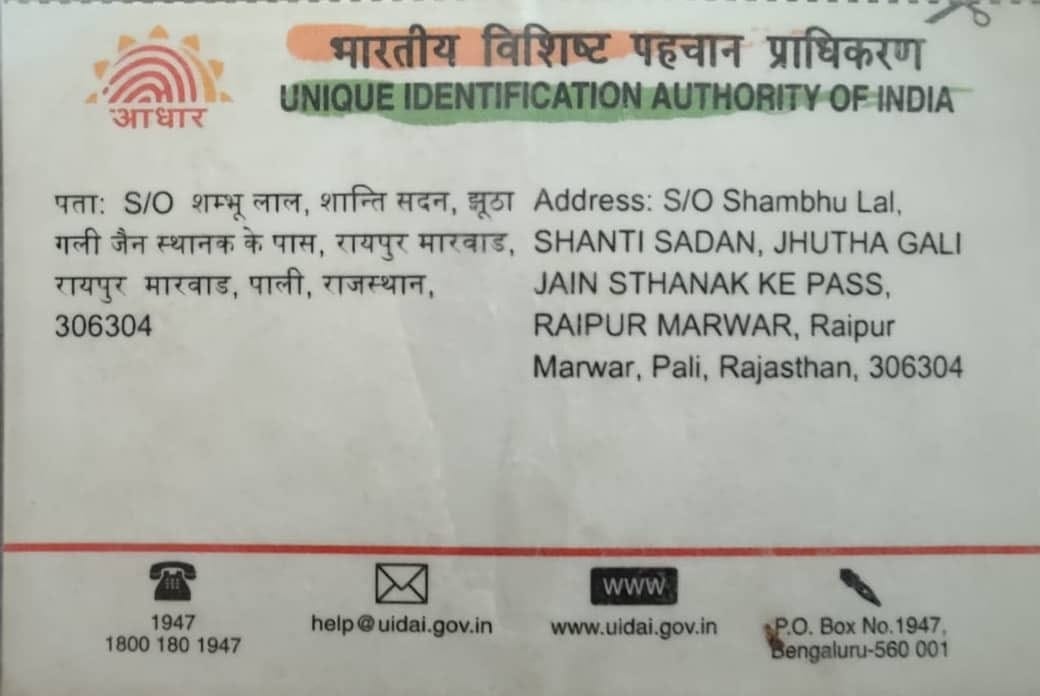 भारतीय विशिष्ट पहचान प्राधिकरण
UNIQUE IDENTIFICATION AUTHORITY OF INDIA
आधार
पता: S/O शम्भू लाल, शान्ति सदन, झूठा
गली जैन स्थानक के पास, रायपुर मारवाड,
रायपुर मारवाड, पाली, राजस्थान,
306304
Address: S/O Shambhu Lal,
SHANTI SADAN, JHUTHA GALI
JAIN STHANAK KE PASS,
RAIPUR MARWAR, Raipur
Marwar, Pali, Rajasthan, 306304
1947
1800 180 1947
help@uidai.gov.in
www
www.uidai.gov.in
P.O. Box No.1947,
Bengaluru-560 001